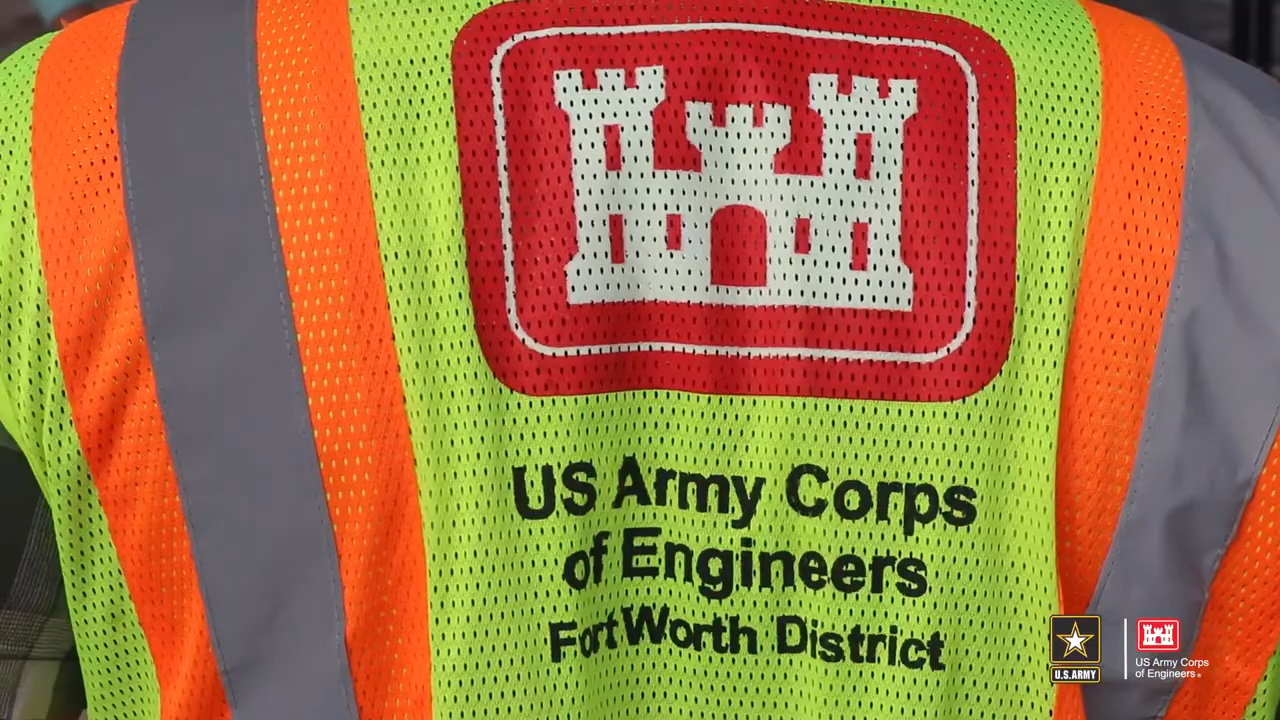 US Army Corps
of Engineers
Fort Worth District
U.S.ARMY
US Army Corps
of Engineers®